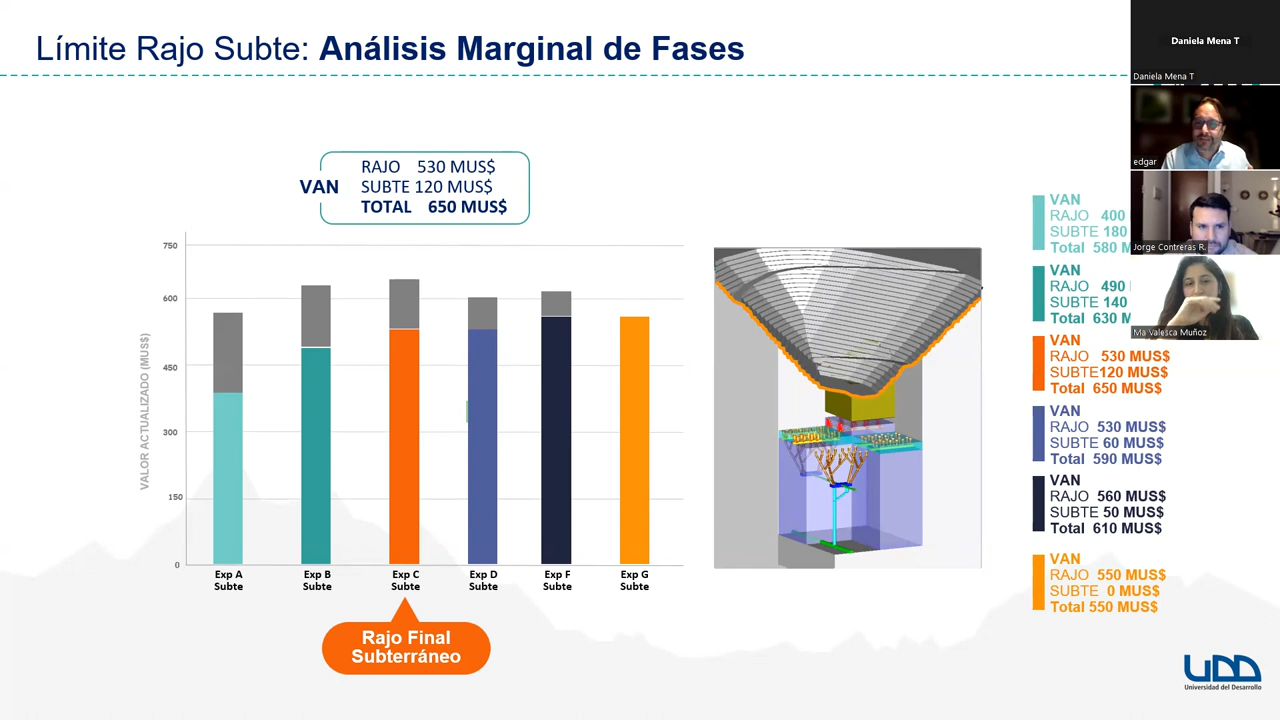 Límite Rajo Subte: Análisis Marginal de Fases
RAJO 530 MUS$
VAN SUBTE 120 MUS$
TOTAL 650 MUS$
VALOR ACTUALIZADO (MUS$)
750
600
450
300
150
0
Exp A
Subte
Exp B
Subte
Exp C
Subte
Exp D
Subte
Exp F
Subte
Exp G
Subte
Rajo Final
Subterráneo
VAN
RAJO 400
SUBTE 180
Total 580 M
VAN
RAJO 490
SUBTE 140
Total 630 M
VAN
RAJO 530 MUS$
SUBTE120 MUS$
Total 650 MUS$
VAN
RAJO 530 MUS$
SUBTE 60 MUS$
Total 590 MUS$
VAN
RAJO 560 MUS$
SUBTE 50 MUS$
Total 610 MUS$
VAN
RAJO 550 MUS$
SUBTE 0 MUS$
Total 550 MUS$
Daniela Mena T
Daniela Mena T
edgar
Jorge Contreras R.
Ma Valesca Muñoz
UDD
Universidad del Desarrollo